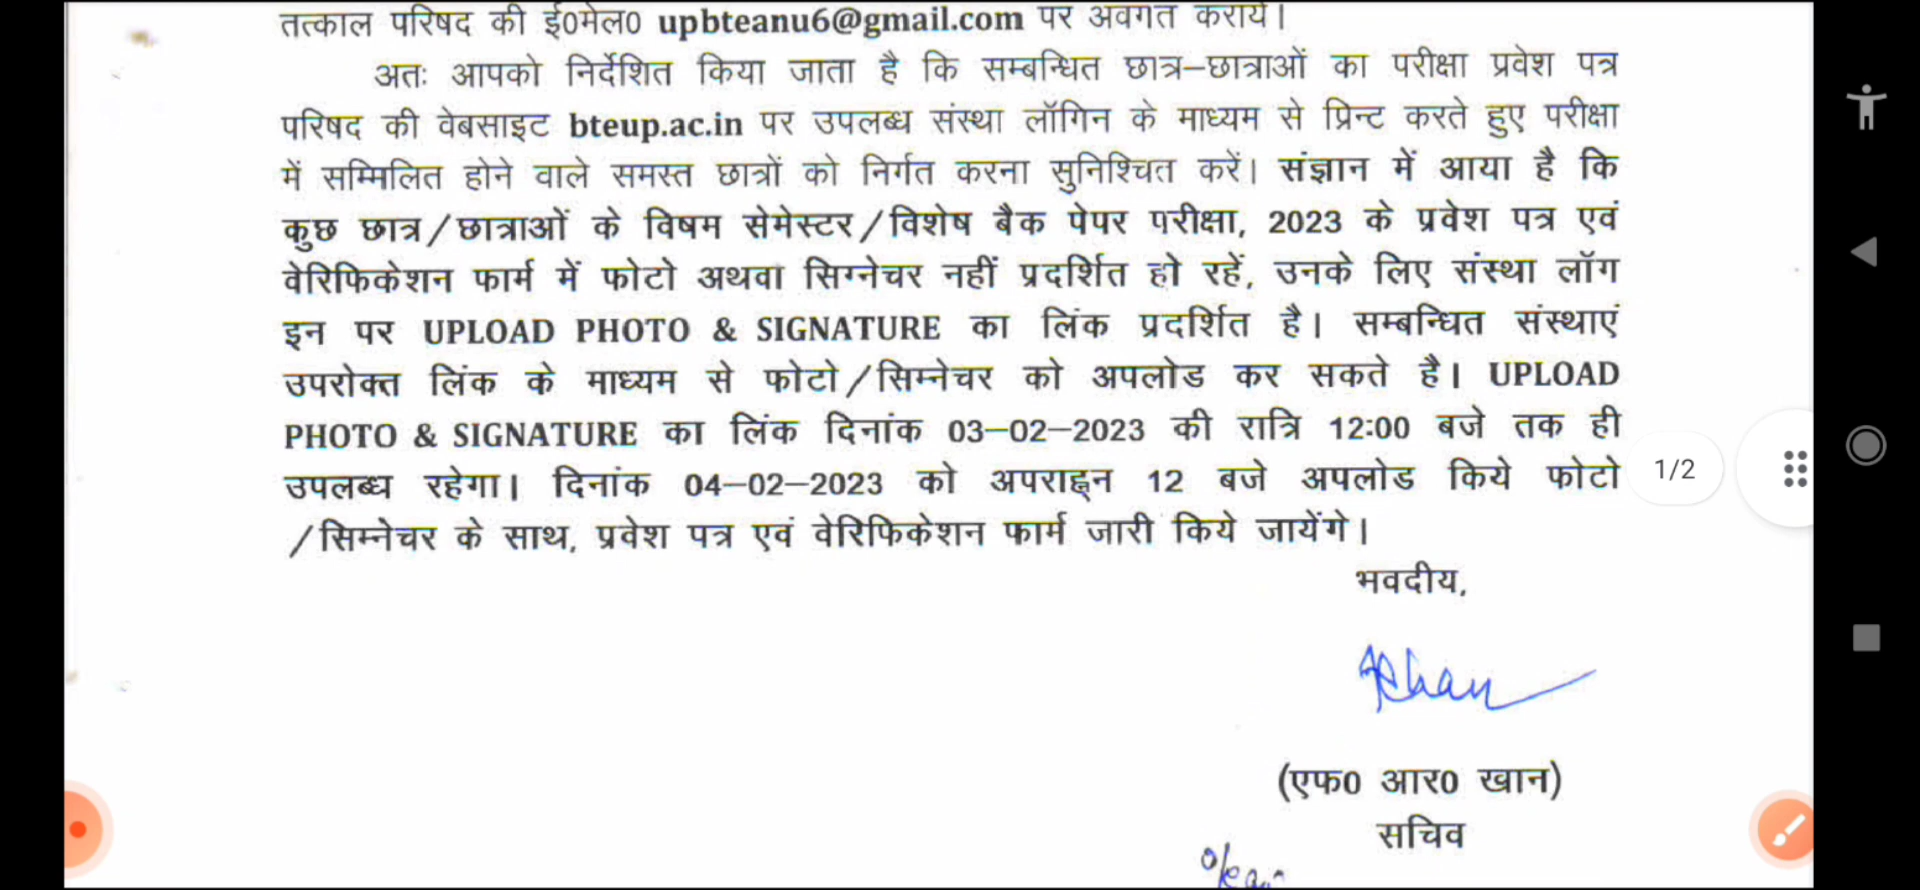 तत्काल परिषद की ई0मेल0 upbteanu6@gmail.com पर अवगत कराये।
अतः आपको निर्देशित किया जाता है कि सम्बन्धित छात्र–छात्राओं का परीक्षा प्रवेश पत्र
परिषद की वेबसाइट bteup.ac.in पर उपलब्ध संस्था लॉगिन के माध्यम से प्रिन्ट करते हुए परीक्षा
में सम्मिलित होने वाले समस्त छात्रों को निर्गत करना सुनिश्चित करें। संज्ञान में आया है कि
कुछ छात्र/छात्राओं के विषम सेमेस्टर/विशेष बैक पेपर परीक्षा, 2023 के प्रवेश पत्र एवं
वेरिफिकेशन फार्म में फोटो अथवा सिग्नेचर नहीं प्रदर्शित हो रहें, उनके लिए संस्था लॉग
इन पर UPLOAD PHOTO & SIGNATURE का लिंक प्रदर्शित है। सम्बन्धित संस्थाएं
उपरोक्त लिंक के माध्यम से फोटो/सिग्नेचर को अपलोड कर सकते है। UPLOAD
PHOTO & SIGNATURE का लिंक दिनांक 03–02–2023 की रात्रि 12:00 बजे तक ही
उपलब्ध रहेगा। दिनांक 04–02–2023 को अपराह्न 12 बजे अपलोड किये फोटो
/सिग्नेचर के साथ, प्रवेश पत्र एवं वेरिफिकेशन फार्म जारी किये जायेंगे।
1/2
भवदीय,
(एफ0 आर0 खान)
सचिव